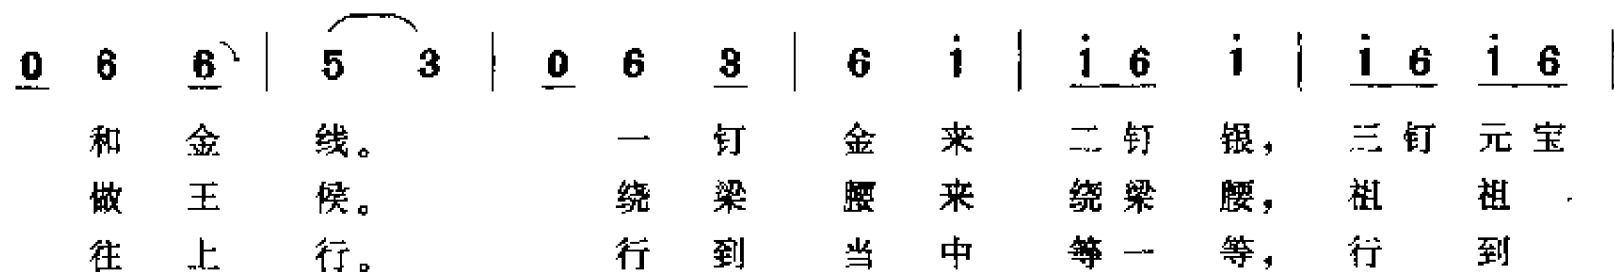 0 6 6 | 5 3 | 0 6 3 | 6 i | i 6 i | i 6 i 6 |
和金线。 一钉金来二钉银，三钉元宝
做王侯。 绕梁腰来绕梁腰，祖祖
往上行。 行到当中等一等，行到